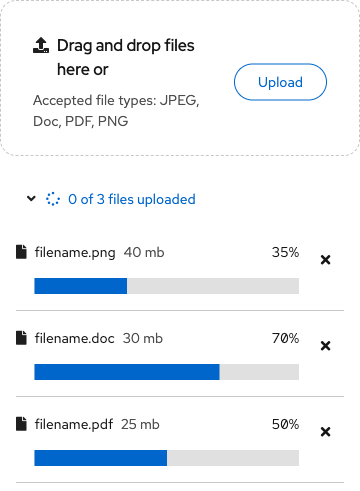 Drag and drop files
here or
Accepted file types: JPEG,
Doc, PDF, PNG
Upload
0 of 3 files uploaded
filename.png 40 mb 35%
filename.doc 30 mb 70%
filename.pdf 25 mb 50%